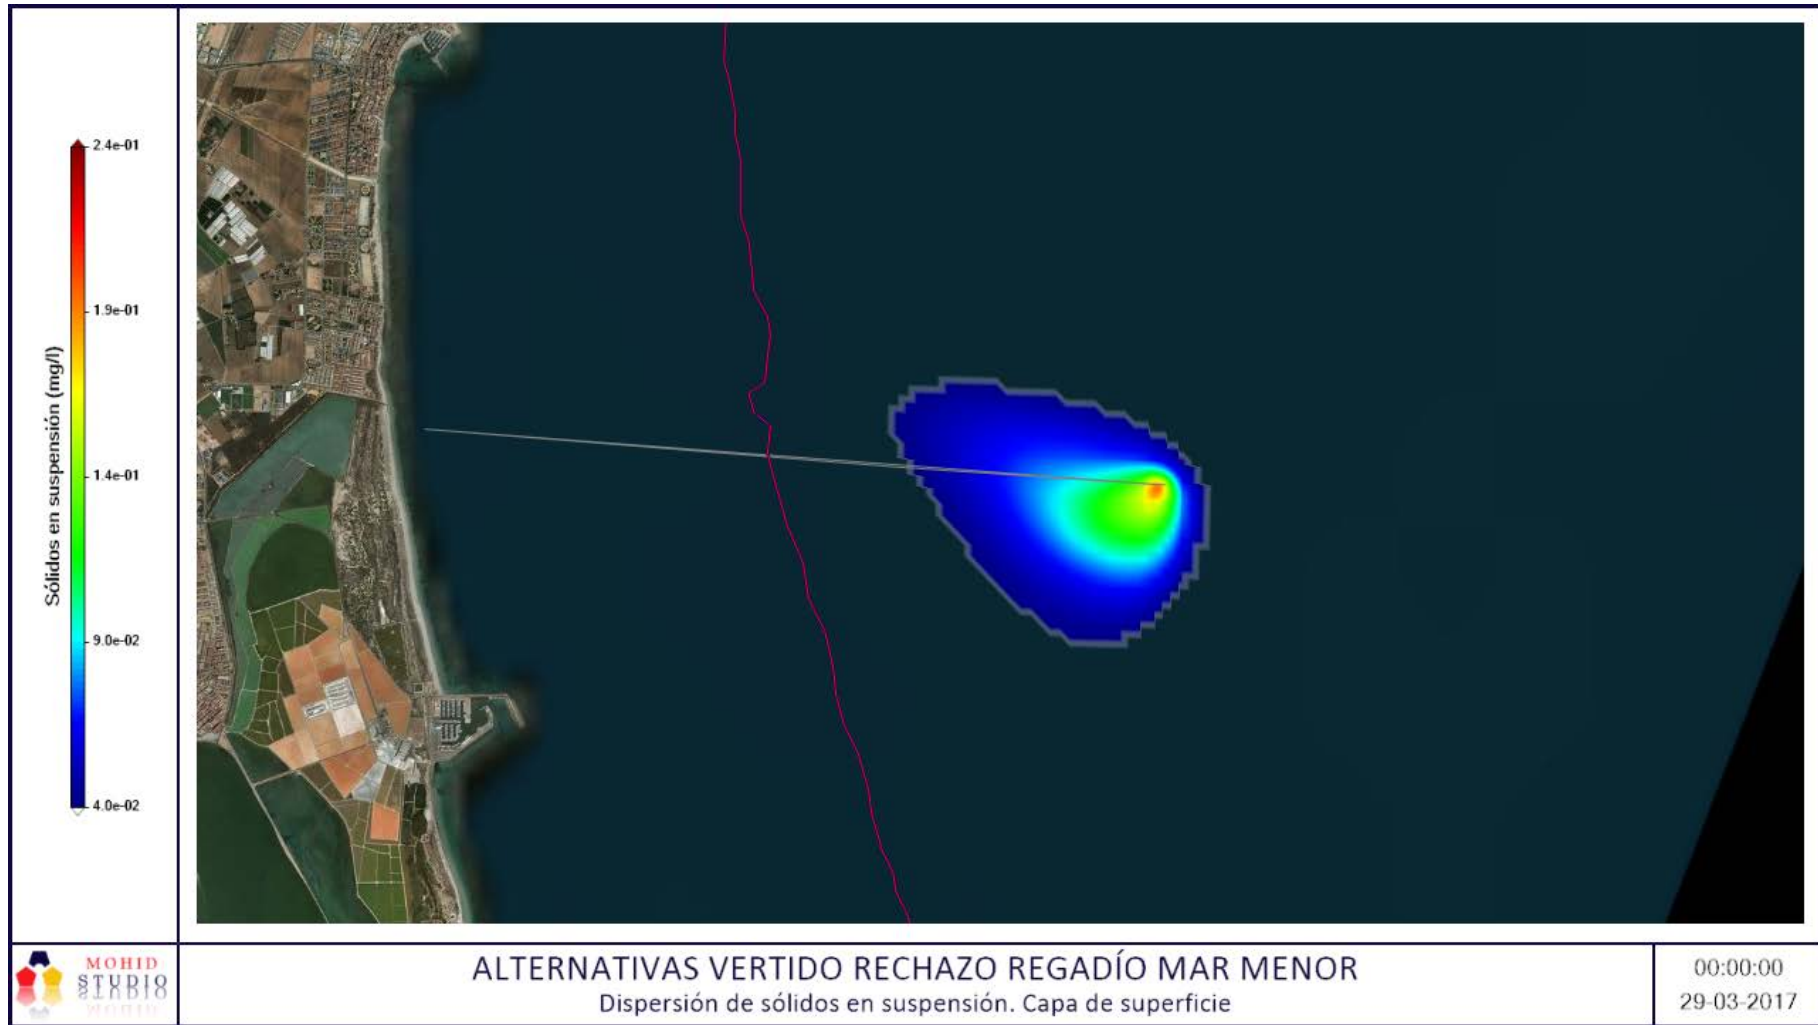 Sólidos en suspensión (mg/l)
2.4e-01
1.9e-01
1.4e-01
9.0e-02
4.0e-02
MOHID
STUDIO
ALTERNATIVAS VERTIDO RECHAZO REGADÍO MAR MENOR
Dispersión de sólidos en suspensión. Capa de superficie
00:00:00
29-03-2017